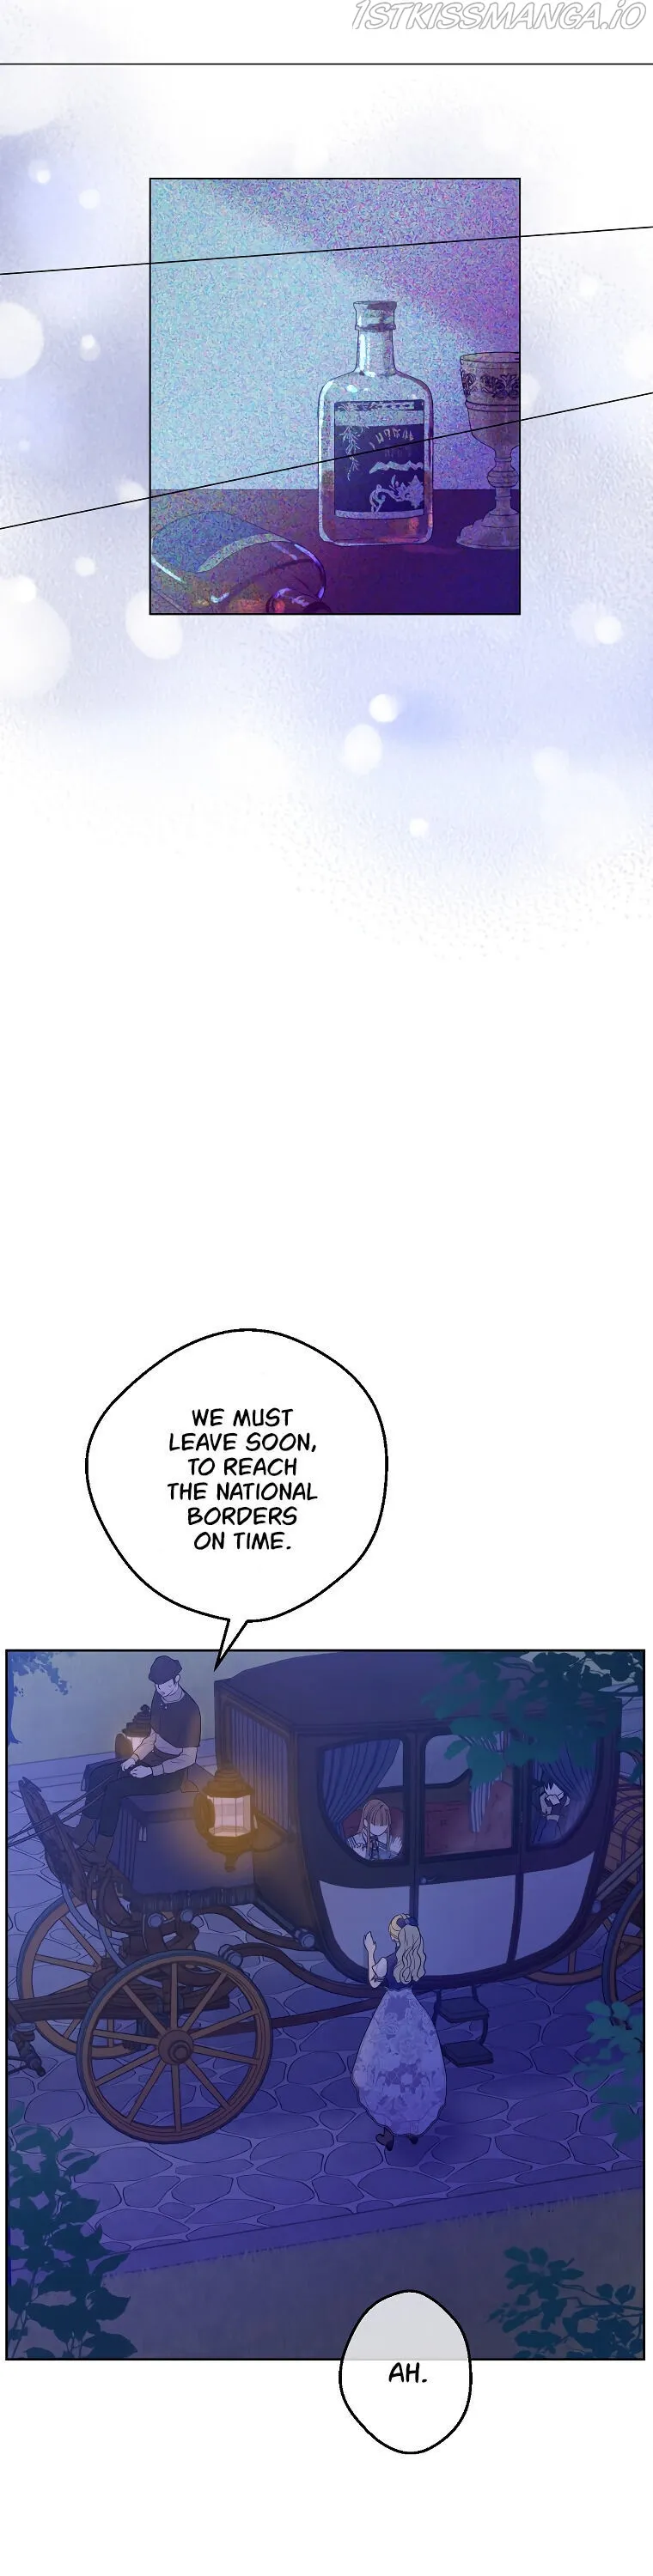 1STKISSMANGA.iO
WE MUST
LEAVE SOON,
TO REACH
THE NATIONAL
BORDERS
ON TIME.
AH.